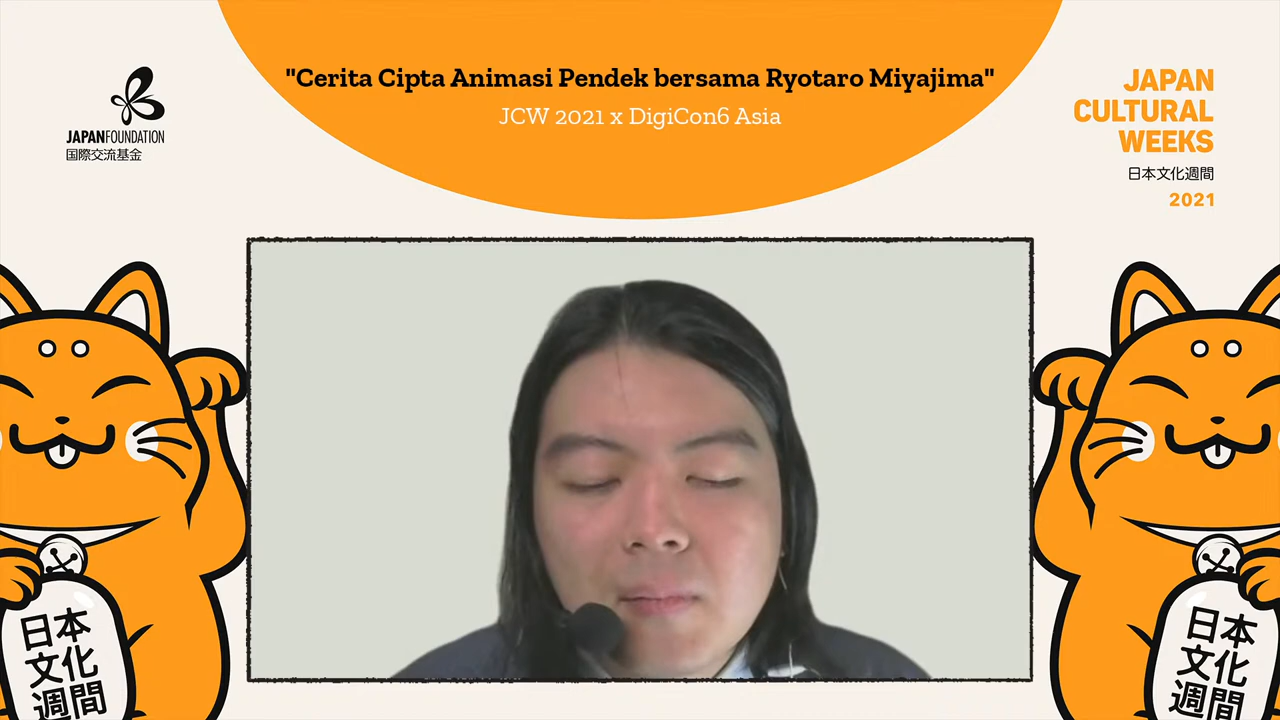 "Cerita Cipta Animasi Pendek bersama Ryotaro Miyajima"
JCW 2021 x DigiCon6 Asia
JAPANFOUNDATION
国際交流基金
JAPAN
CULTURAL
WEEKS
日本文化週間
2021
日本
文化
週間
日本
文化
週間